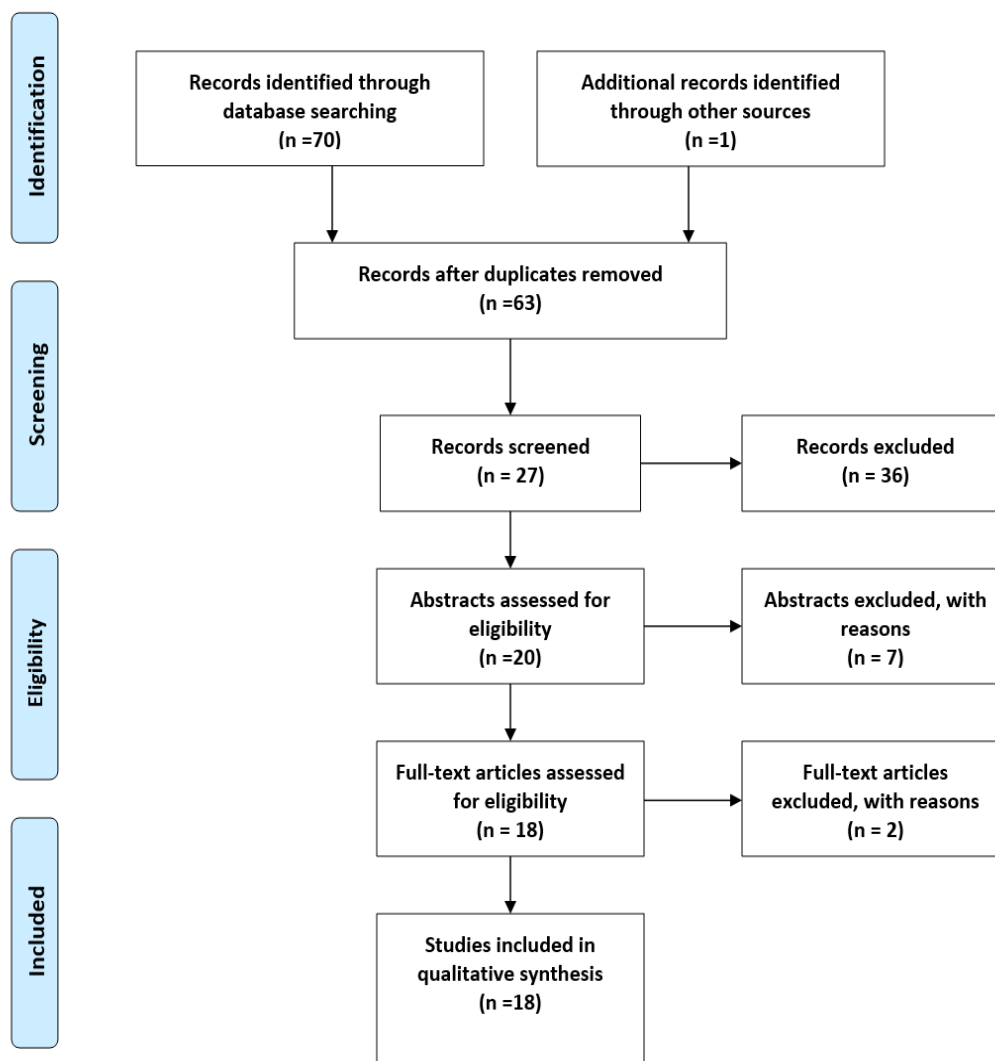 Identification
Records identified through
database searching
(n =70)
Additional records identified
through other sources
(n =1)
Records after duplicates removed
(n =63)
Screening
Records screened
(n = 27)
Records excluded
(n = 36)
Eligibility
Abstracts assessed for
eligibility
(n =20)
Abstracts excluded, with
reasons
(n = 7)
Full-text articles assessed
for eligibility
(n = 18)
Full-text articles
excluded, with reasons
(n = 2)
Included
Studies included in
qualitative synthesis
(n =18)